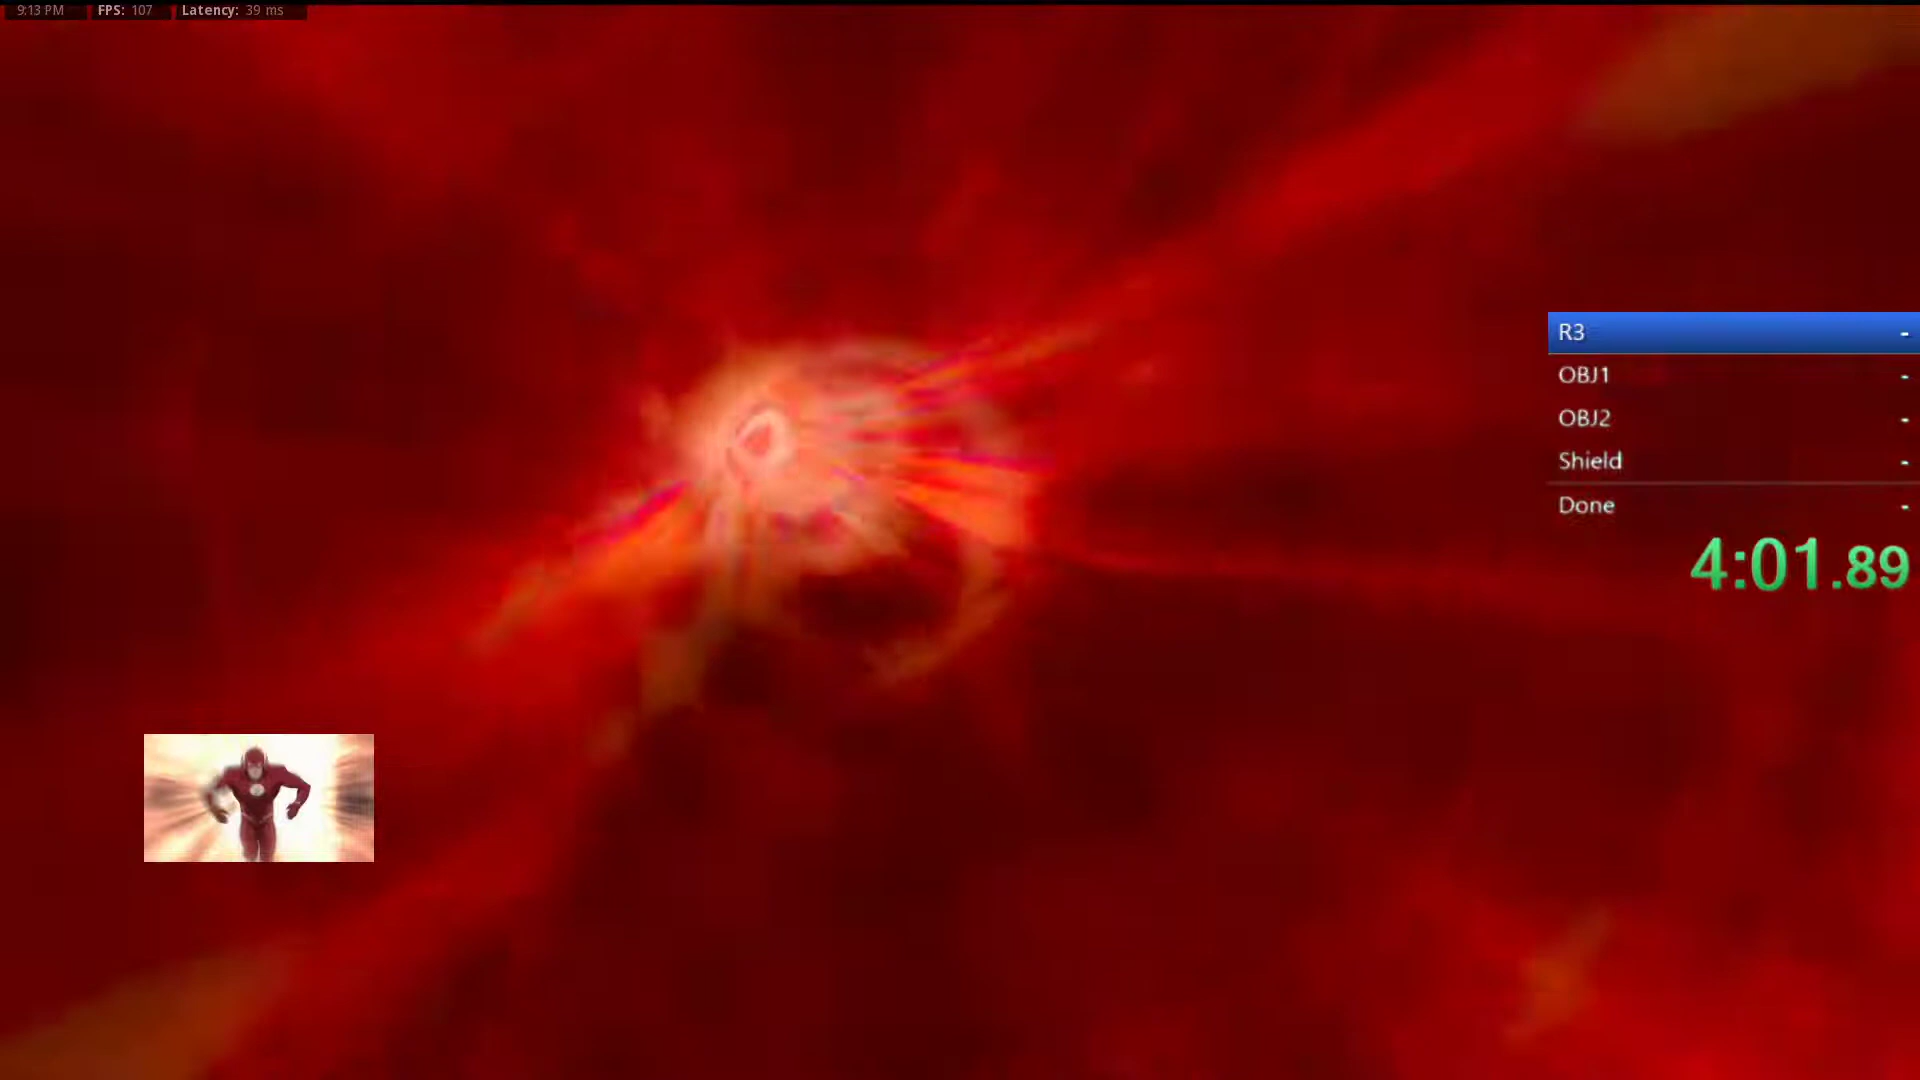 9:13 PM FPS: 107 Latency: 39 ms
R3 -
OBJ1 -
OBJ2 -
Shield -
Done -
4:01.89